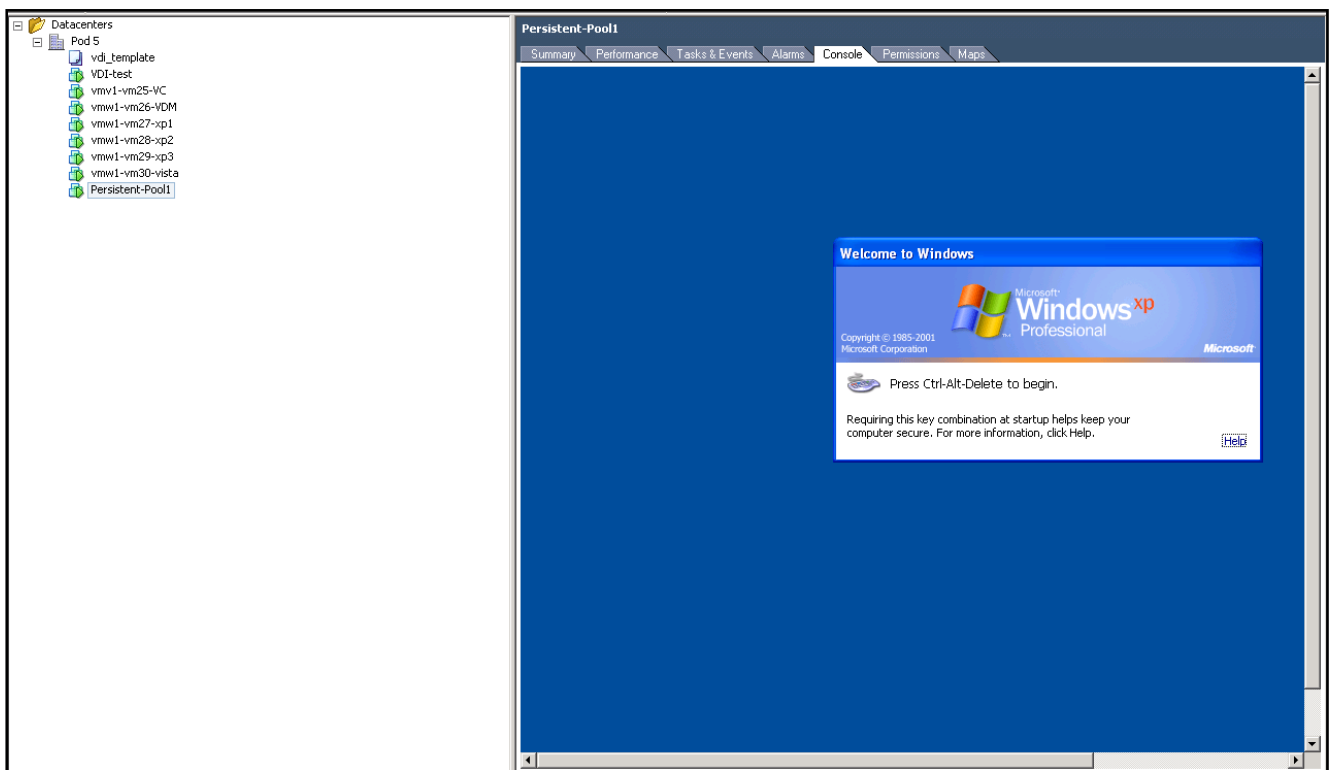 Datacenters
Pod 5
vdi_template
VDI-test
vmv1-vm25-VC
vmw1-vm26-VDM
vmw1-vm27-xp1
vmw1-vm28-xp2
vmw1-vm29-xp3
vmw1-vm30-vista
Persistent-Pool1
Persistent-Pool1
Summary Performance Tasks & Events Alarms Console Permissions Maps
Welcome to Windows
Microsoft
Windows xp
Professional
Copyright © 1985-2001
Microsoft Corporation
Microsoft
Press Ctrl-Alt-Delete to begin.
Requiring this key combination at startup helps keep your
computer secure. For more information, click Help.
Help